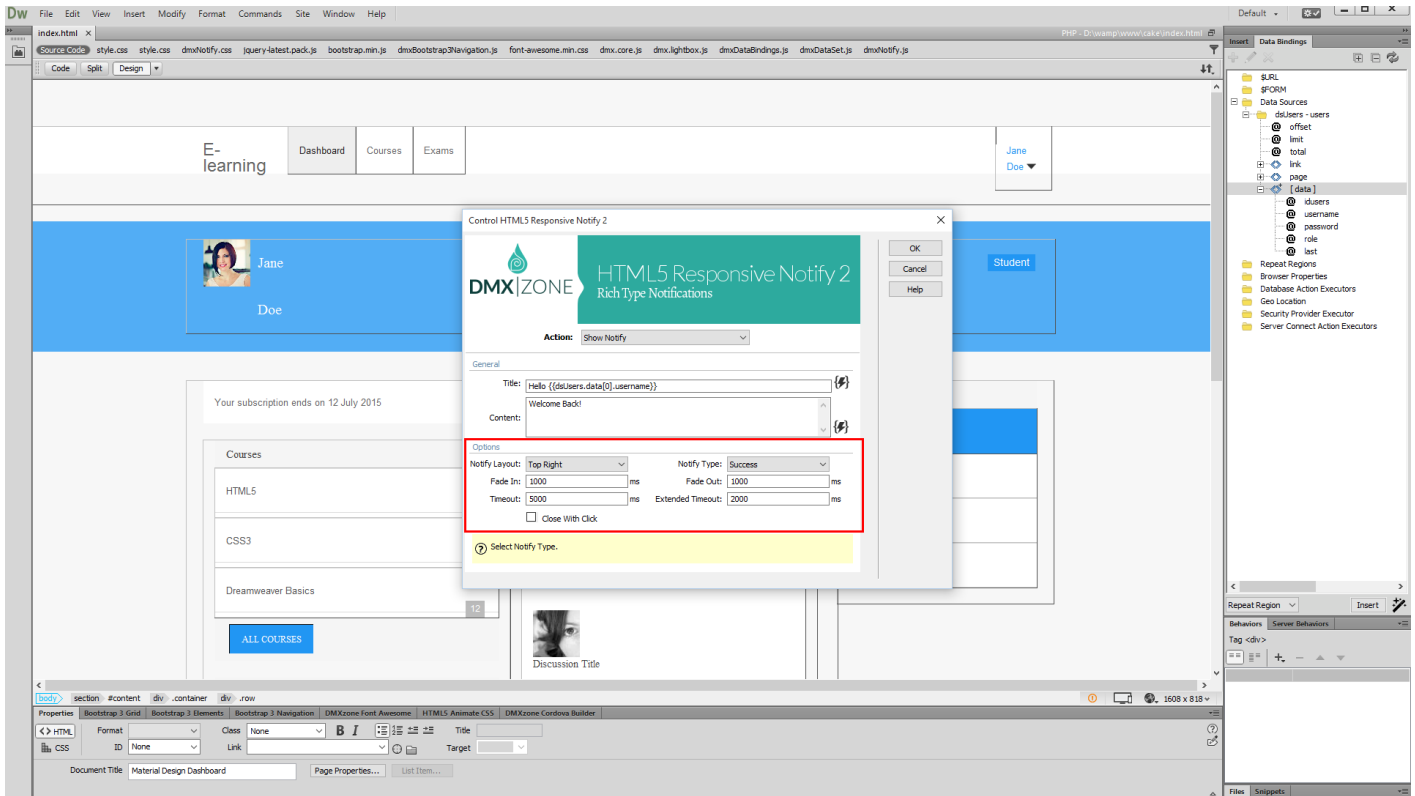 Dw File Edit View Insert Modify Format Commands Site Window Help Default
index.html × PHP - D:\wamp\www\cake\index.html
Source Code style.css style.css dmxNotify.css jquery-latest.pack.js bootstrap.min.js dmxBootstrap3Navigation.js font-awesome.min.css dmx.core.js dmx.lightbox.js dmxDataBindings.js dmxDataSet.js dmxNotify.js
Code Split Design
E-learning
Dashboard Courses Exams
Jane
Doe
Jane
Doe
Student
Your subscription ends on 12 July 2015
Courses
HTML5
CSS3
Dreamweaver Basics
12
ALL COURSES
Discussion Title
Control HTML5 Responsive Notify 2
DMX ZONE
HTML5 Responsive Notify 2
Rich Type Notifications
OK
Cancel
Help
Action: Show Notify
General
Title: Hello {{dsUsers.data[0].username}}
Content: Welcome Back!
Options
Notify Layout: Top Right Notify Type: Success
Fade In: 1000 ms Fade Out: 1000 ms
Timeout: 5000 ms Extended Timeout: 2000 ms
Close With Click
Select Notify Type.
Insert Data Bindings
$URL
$FORM
Data Sources
dsUsers - users
offset
limit
total
link
page
[ data ]
idusers
username
password
role
last
Repeat Regions
Browser Properties
Database Action Executors
Geo Location
Security Provider Executor
Server Connect Action Executors
Repeat Region Insert
Behaviors Server Behaviors
Tag <div>
body section #content div .container div .row 1608 x 818
Properties Bootstrap 3 Grid Bootstrap 3 Elements Bootstrap 3 Navigation DMXzone Font Awesome HTML5 Animate CSS DMXzone Cordova Builder
<> HTML Format Class None B I Title
CSS ID None Link Target
Document Title Material Design Dashboard Page Properties... List Item...
Files Snippets